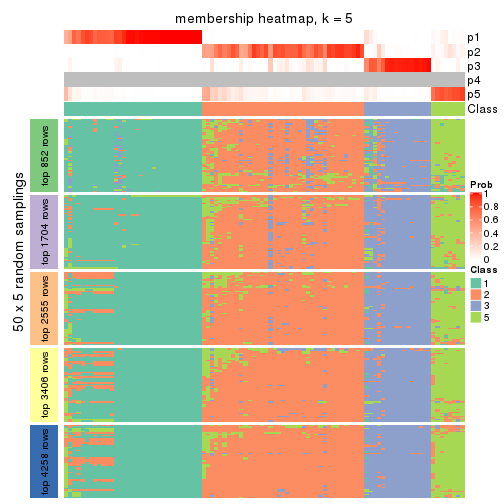 membership heatmap, k = 5
p1
p2
p3
p4
p5
Class
50 x 5 random samplings
top 852 rows
top 1704 rows
top 2555 rows
top 3406 rows
top 4258 rows
Prob
1
0.8
0.6
0.4
0.2
0
Class
1
2
3
5